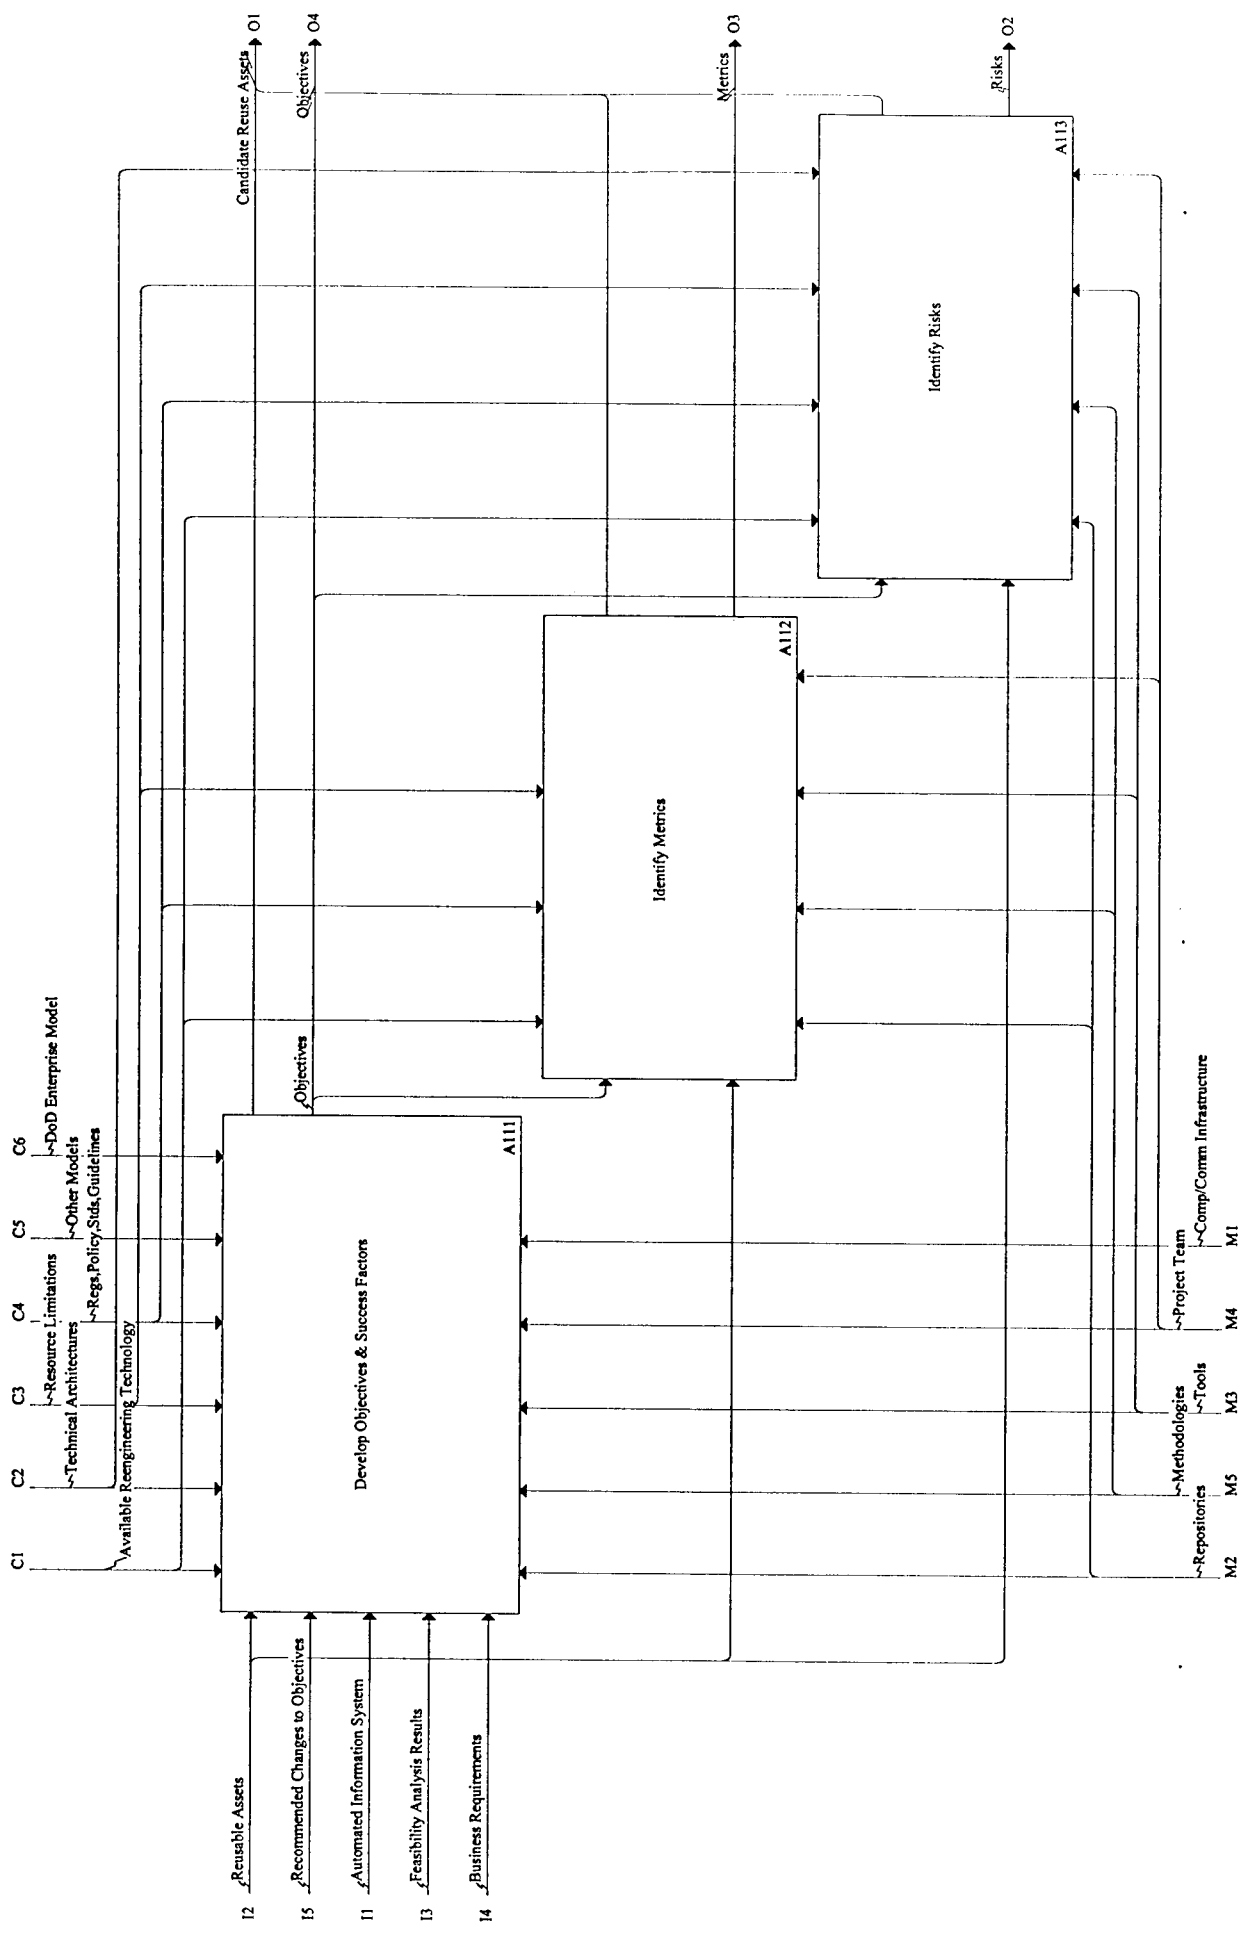 C1
C2
C3
C4
C5
C6
Available Reengineering Technology
Technical Architectures
Resource Limitations
Regs,Policy,Stds,Guidelines
Other Models
DoD Enterprise Model
I2
Reusable Assets
I5
Recommended Changes to Objectives
I1
Automated Information System
I3
Feasibility Analysis Results
I4
Business Requirements
Develop Objectives & Success Factors
A111
Objectives
Identify Metrics
A112
Identify Risks
A113
Candidate Reuse Assets
O1
Objectives
O4
Metrics
O3
Risks
O2
Repositories
Methodologies
Tools
Project Team
Comp/Comm Infrastructure
M2
M5
M3
M4
M1